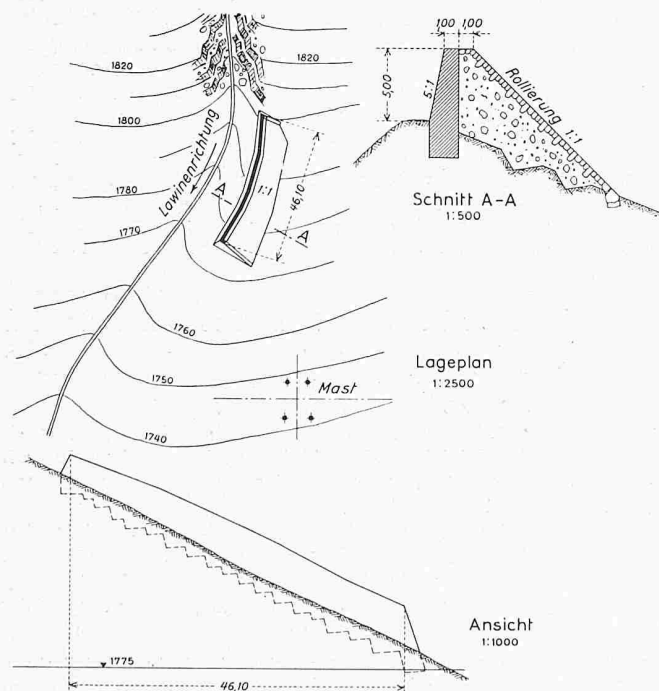 1820
1820
1800
Lawinenrichtung
1780
1770
A
1:1
46,10
A
1760
1750
1740
Mast
Lageplan
1:2500
1,00 1,00
5,00
5:1
Rollierung 1:1
Schnitt A-A
1:500
Ansicht
1:1000
1775
46,10